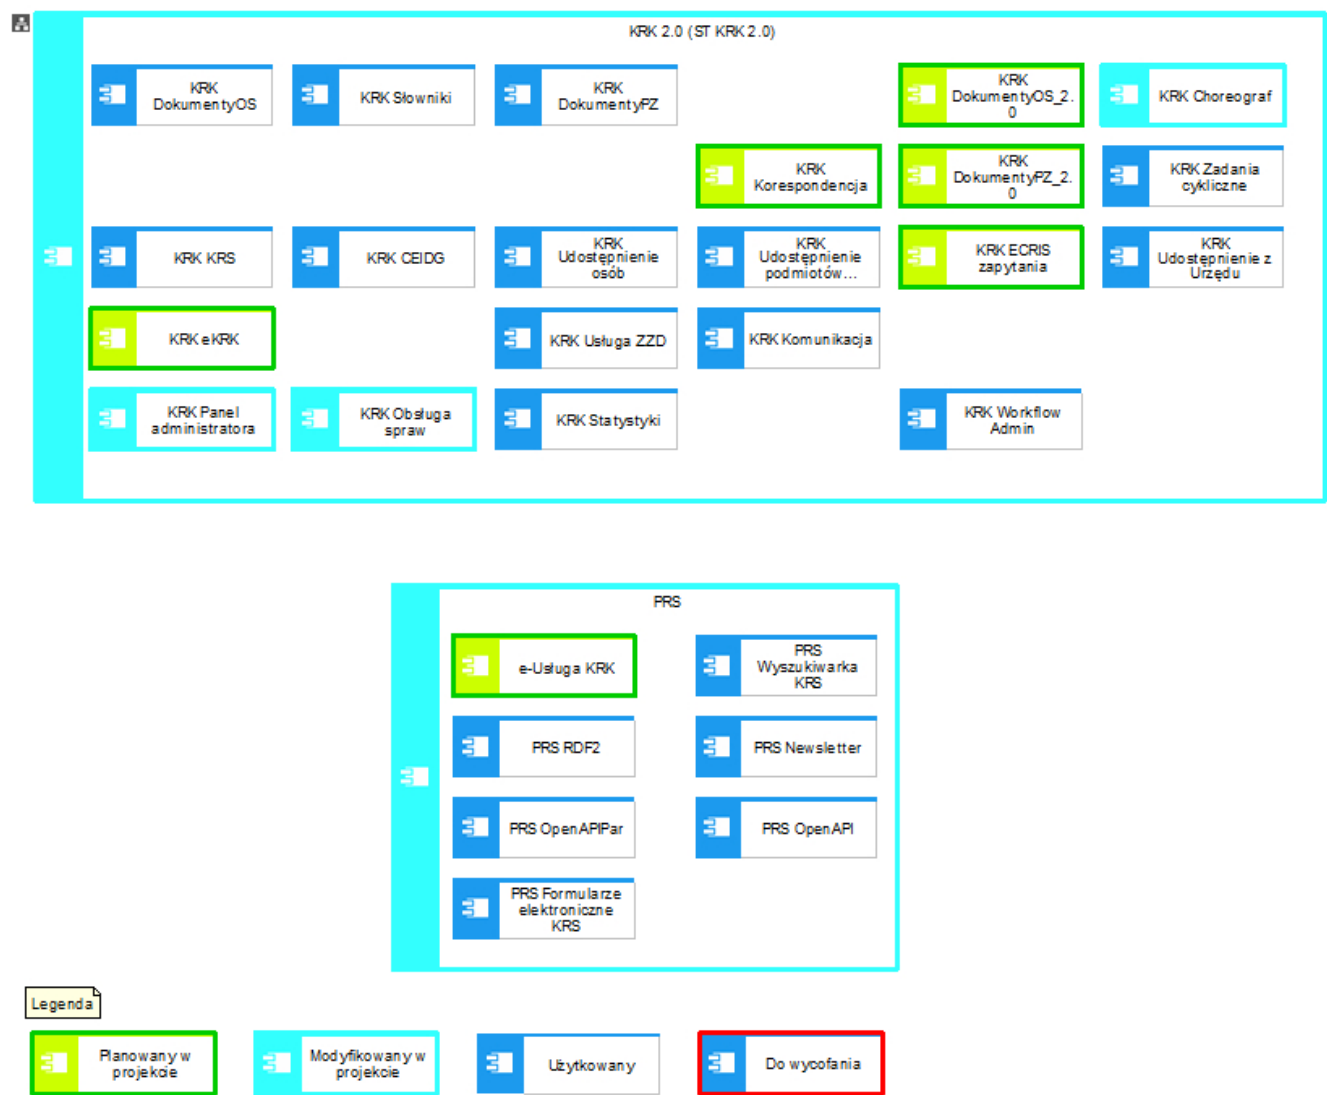 KRK 2.0 (ST KRK 2.0)
KRK
DokumentyOS
KRK Słowniki
KRK
DokumentyPZ
KRK
DokumentyOS_2.
0
KRK Choreograf
KRK
Korespondencja
KRK
DokumentyPZ_2.
0
KRK Zadania
cykliczne
KRK KRS
KRK CEIDG
KRK
Udostępnienie
osób
KRK
Udostępnienie
podmiotów...
KRK ECRIS
zapytania
KRK
Udostępnienie z
Urzędu
KRK eKRK
KRK Usługa ZZD
KRK Komunikacja
KRK Panel
administratora
KRK Obsługa
spraw
KRK Statystyki
KRK Workflow
Admin
PRS
e-Usługa KRK
PRS
Wyszukiwarka
KRS
PRS RDF2
PRS Newsletter
PRS OpenAPIPar
PRS OpenAPI
PRS Formularze
elektroniczne
KRS
Legenda
Planowany w
projekcie
Modyfikowany w
projekcie
Użytkowany
Do wycofania